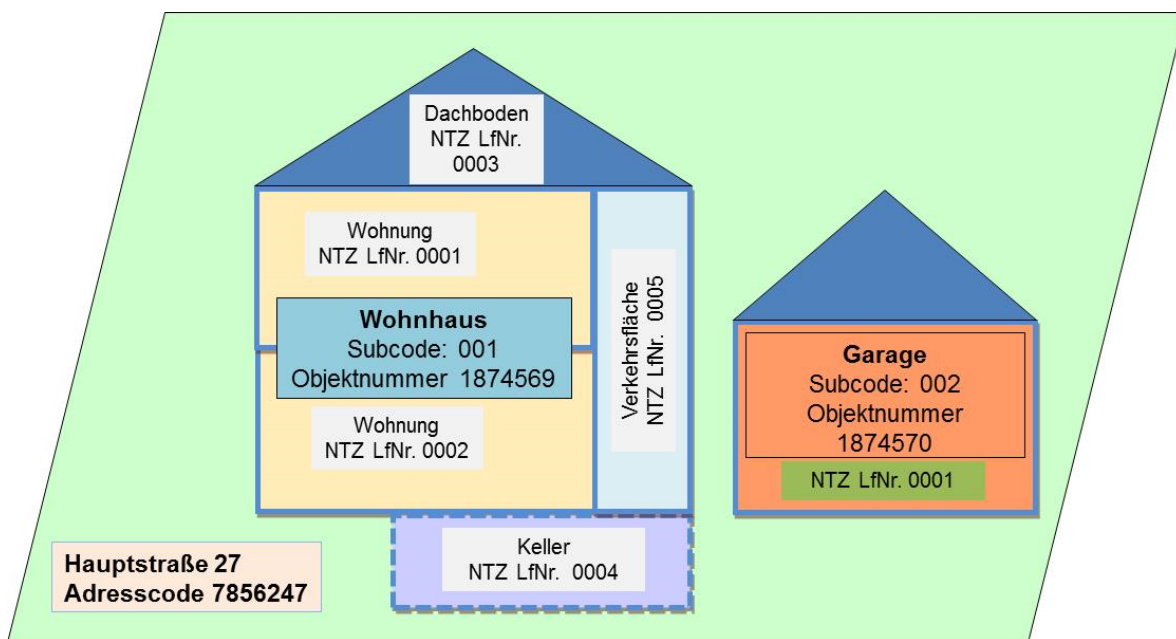 Dachboden
NTZ LfNr.
0003
Wohnung
NTZ LfNr. 0001
Wohnhaus
Subcode: 001
Objektnummer 1874569
Wohnung
NTZ LfNr. 0002
Verkehrsfläche
NTZ LfNr. 0005
Keller
NTZ LfNr. 0004
Garage
Subcode: 002
Objektnummer
1874570
NTZ LfNr. 0001
Hauptstraße 27
Adresscode 7856247